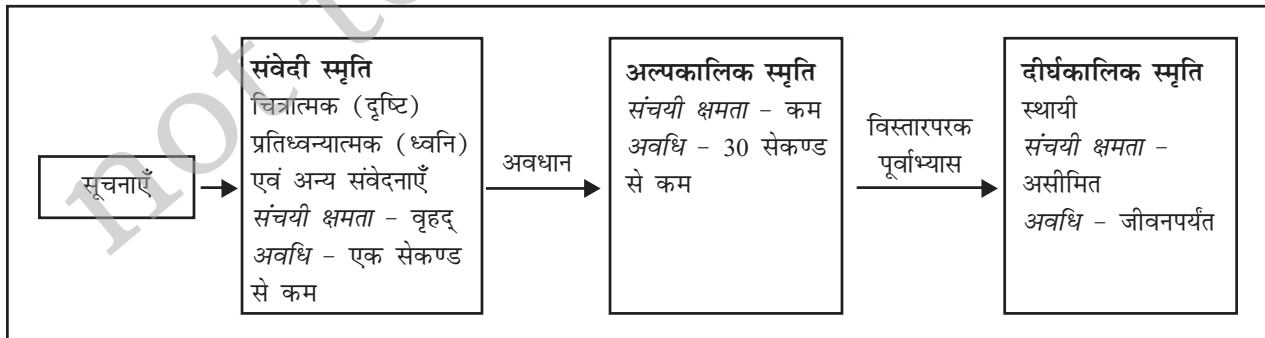 सूचनाएँ
संवेदी स्मृति
चित्रात्मक (दृष्टि)
प्रतिध्वन्यात्मक (ध्वनि)
एवं अन्य संवेदनाएँ
संचयी क्षमता - वृहद्
अवधि - एक सेकण्ड
से कम
अवधान
अल्पकालिक स्मृति
संचयी क्षमता - कम
अवधि - 30 सेकण्ड
से कम
विस्तारपरक
पूर्वाभ्यास
दीर्घकालिक स्मृति
स्थायी
संचयी क्षमता -
असीमित
अवधि - जीवनपर्यंत
not